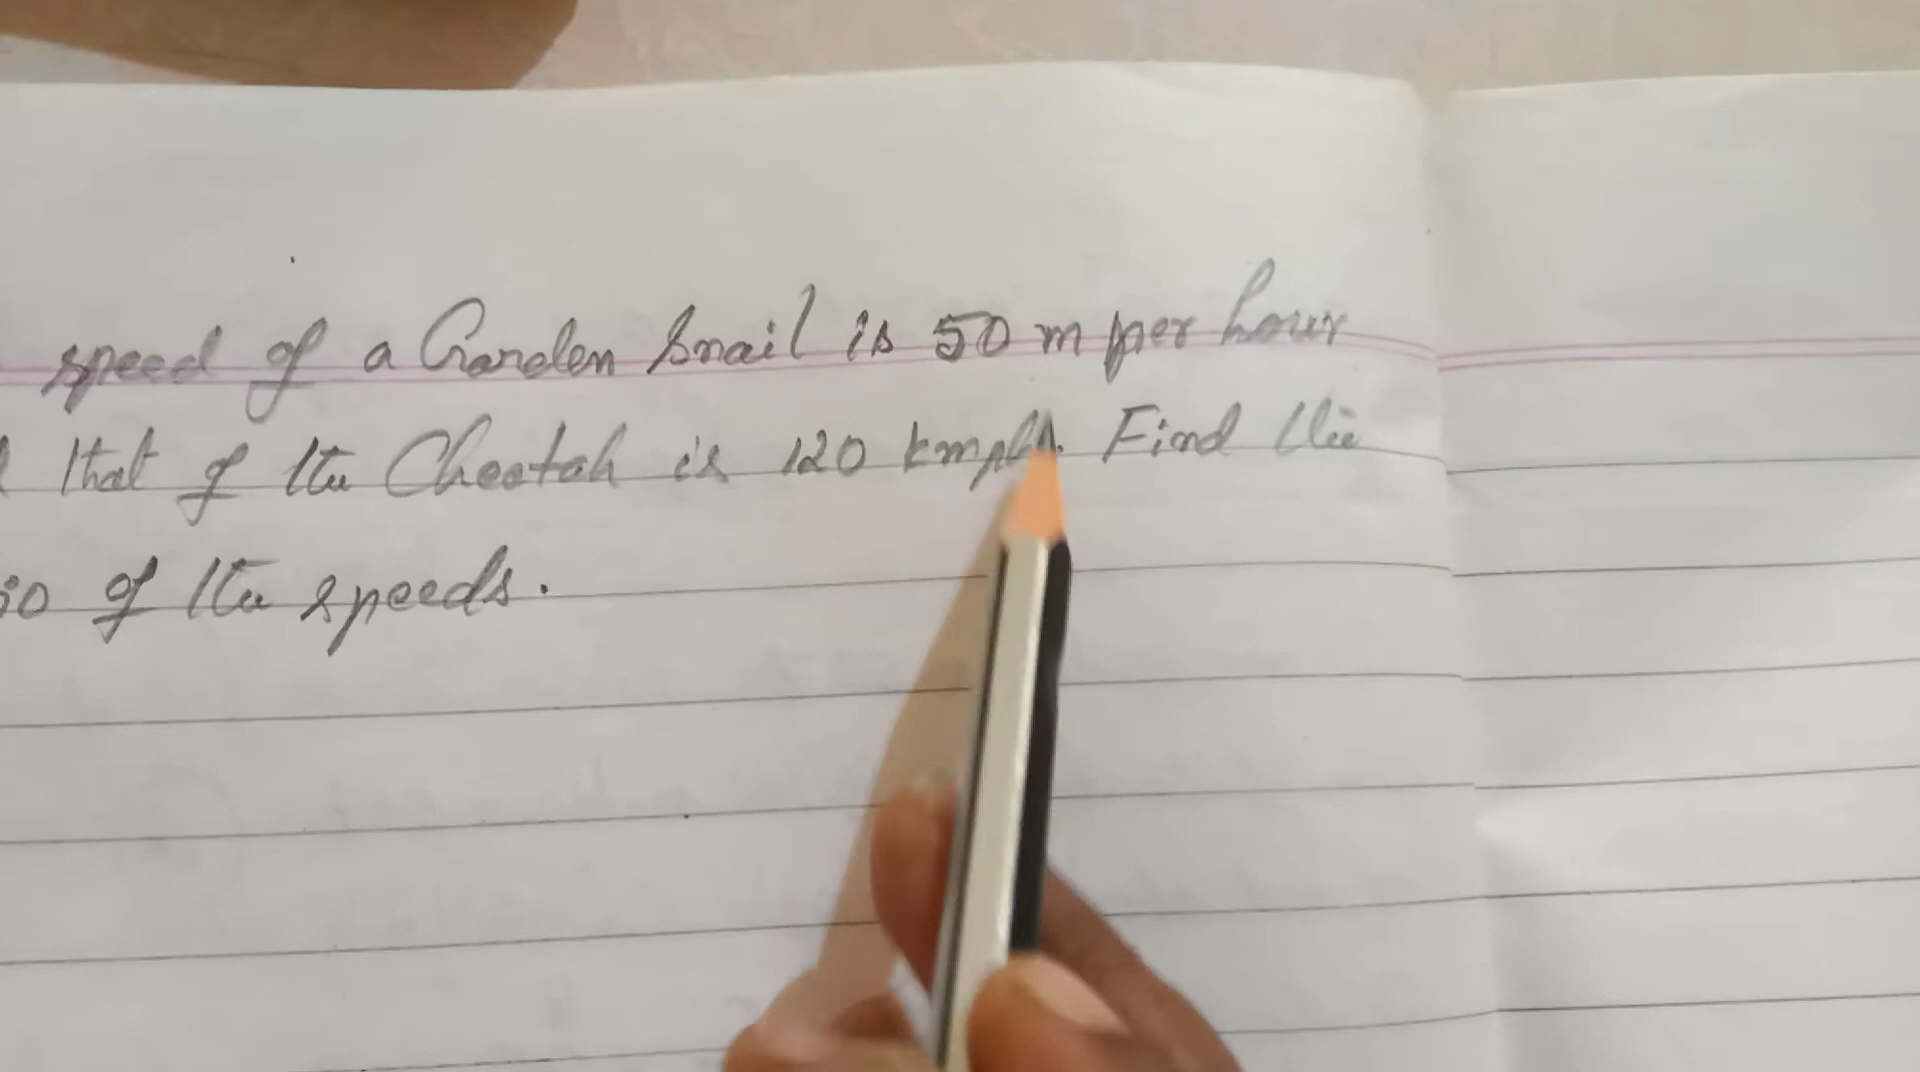 speed of a Garden Snail is 50 m per hour
that of the Cheetah is 120 kmph. Find the
of the speeds.